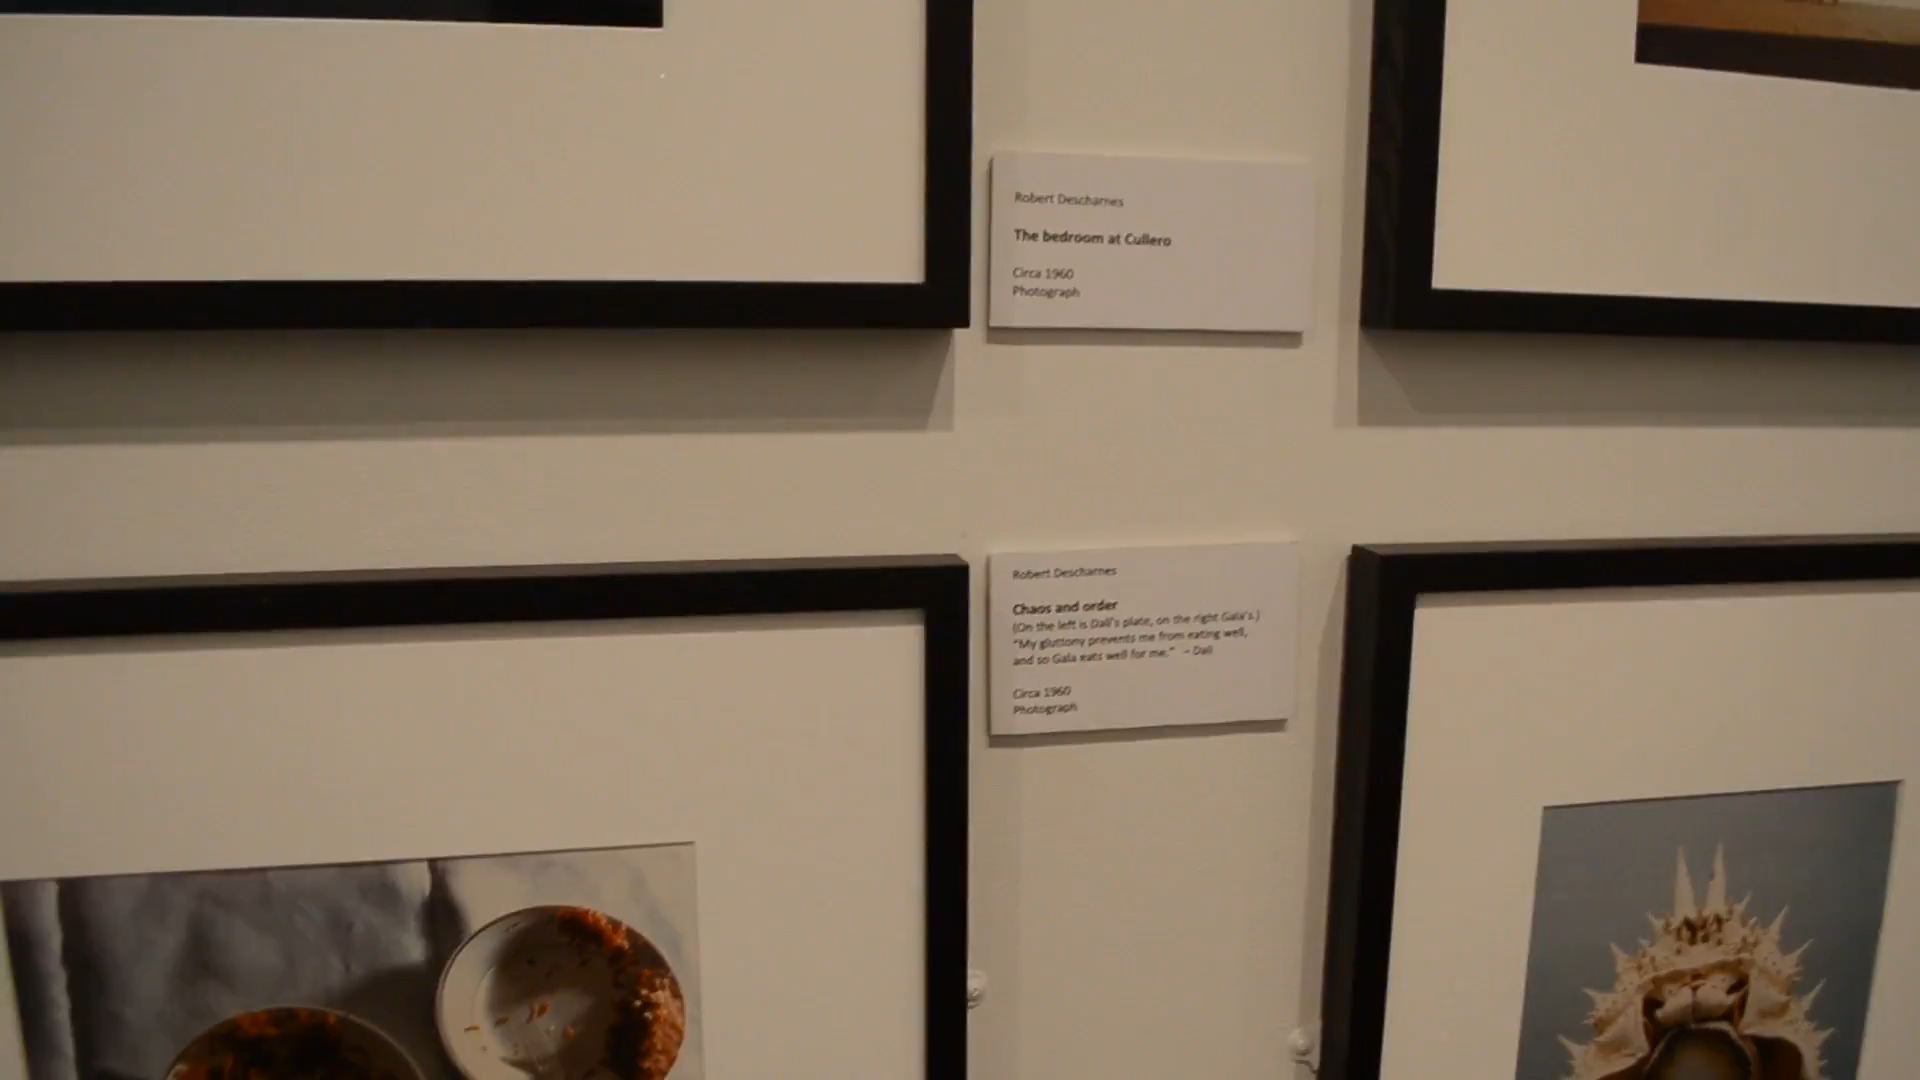 Robert Descharnes
The bedroom at Cullero
Circa 1960
Photograph
Robert Descharnes
Chaos and order
(On the left is Dalí's plate, on the right Gala's.)
"My gluttony prevents me from eating well,
and so Gala eats well for me." – Dalí
Circa 1960
Photograph